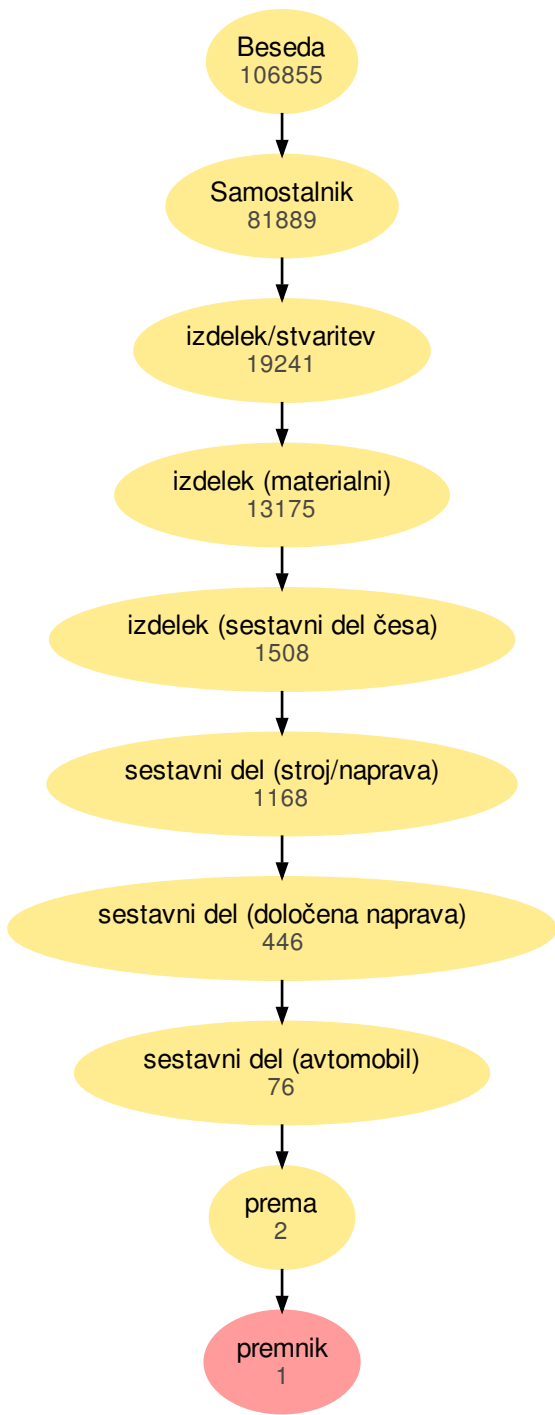 Beseda
106855
Samostalnik
81889
izdelek/stvaritev
19241
izdelek (materialni)
13175
izdelek (sestavni del česa)
1508
sestavni del (stroj/naprava)
1168
sestavni del (določena naprava)
446
sestavni del (avtomobil)
76
prema
2
premnik
1